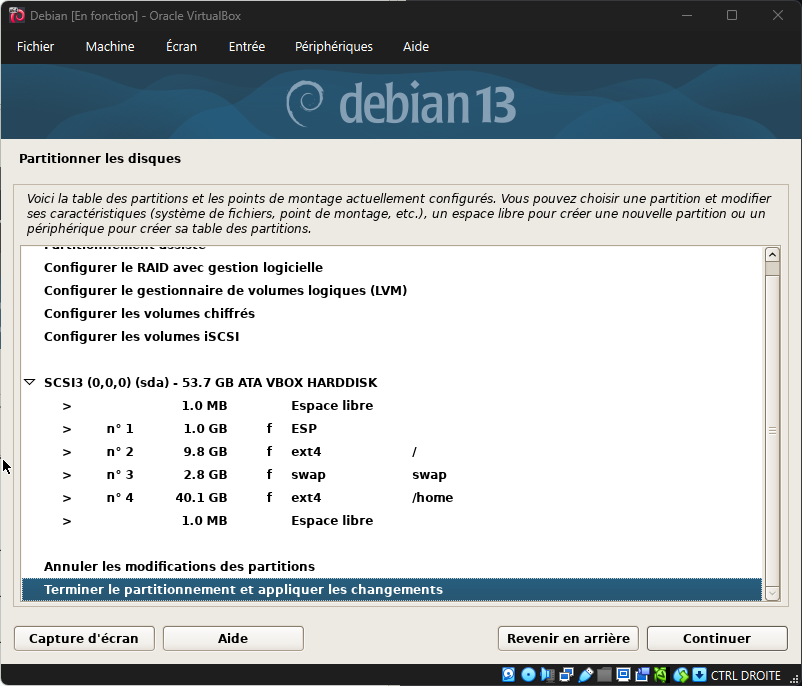 Debian [En fonction] - Oracle VirtualBox
Fichier Machine Écran Entrée Périphériques Aide
debian 13
Partitionner les disques
Voici la table des partitions et les points de montage actuellement configurés. Vous pouvez choisir une partition et modifier
ses caractéristiques (système de fichiers, point de montage, etc.), un espace libre pour créer une nouvelle partition ou un
périphérique pour créer sa table des partitions.
Partitionnement assisté
Configurer le RAID avec gestion logicielle
Configurer le gestionnaire de volumes logiques (LVM)
Configurer les volumes chiffrés
Configurer les volumes iSCSI
SCSI3 (0,0,0) (sda) - 53.7 GB ATA VBOX HARDDISK
> 1.0 MB Espace libre
> n° 1 1.0 GB f ESP
> n° 2 9.8 GB f ext4 /
> n° 3 2.8 GB f swap swap
> n° 4 40.1 GB f ext4 /home
> 1.0 MB Espace libre
Annuler les modifications des partitions
Terminer le partitionnement et appliquer les changements
Capture d'écran Aide Revenir en arrière Continuer
CTRL DROITE